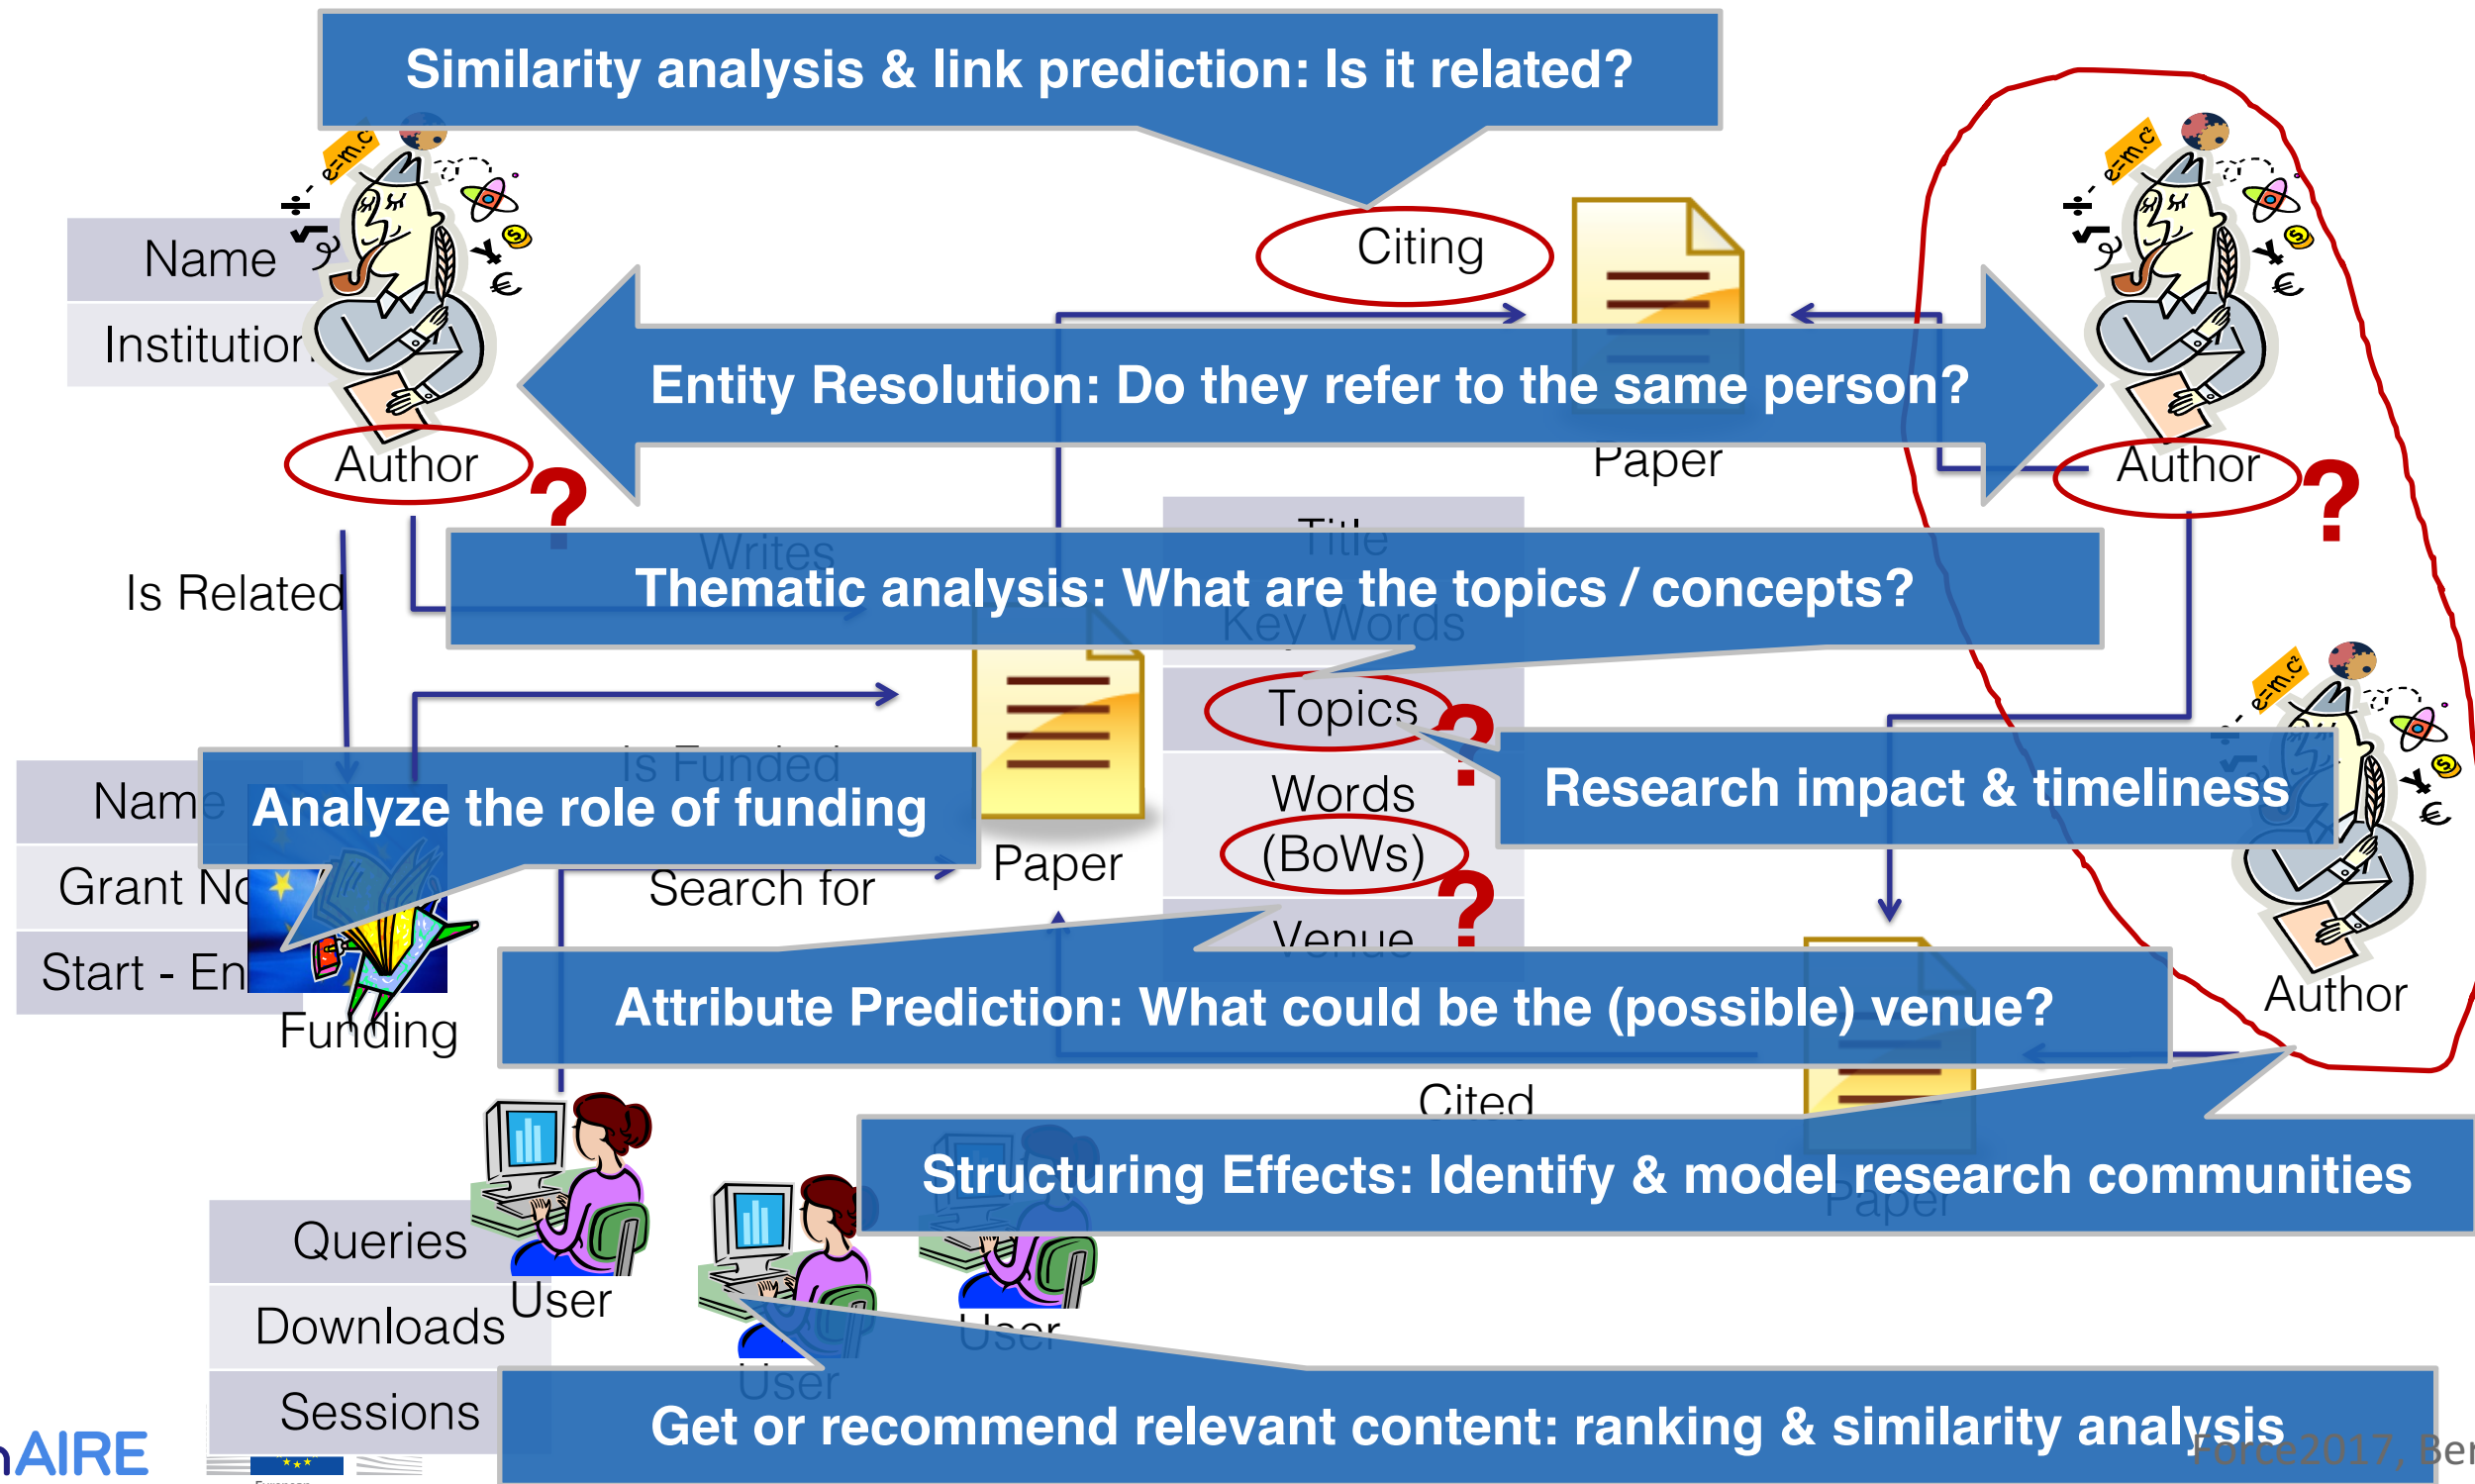 Similarity analysis & link prediction: Is it related?
e=m.c²
e=m.c²
Name
Citing
Institution
Entity Resolution: Do they refer to the same person?
Author
?
Paper
Author
?
Title
Writes
Is Related
Thematic analysis: What are the topics / concepts?
Key Words
e=m.c²
Topics
?
Is Funded
Name
Analyze the role of funding
Words
Research impact & timeliness
(BoWs)
Paper
Grant No
Search for
?
Venue
Start - En
Attribute Prediction: What could be the (possible) venue?
Author
Funding
Cited
Structuring Effects: Identify & model research communities
Paper
Queries
User
Downloads
User
User
Sessions
Get or recommend relevant content: ranking & similarity analysis
AIRE
Force2017, Ber